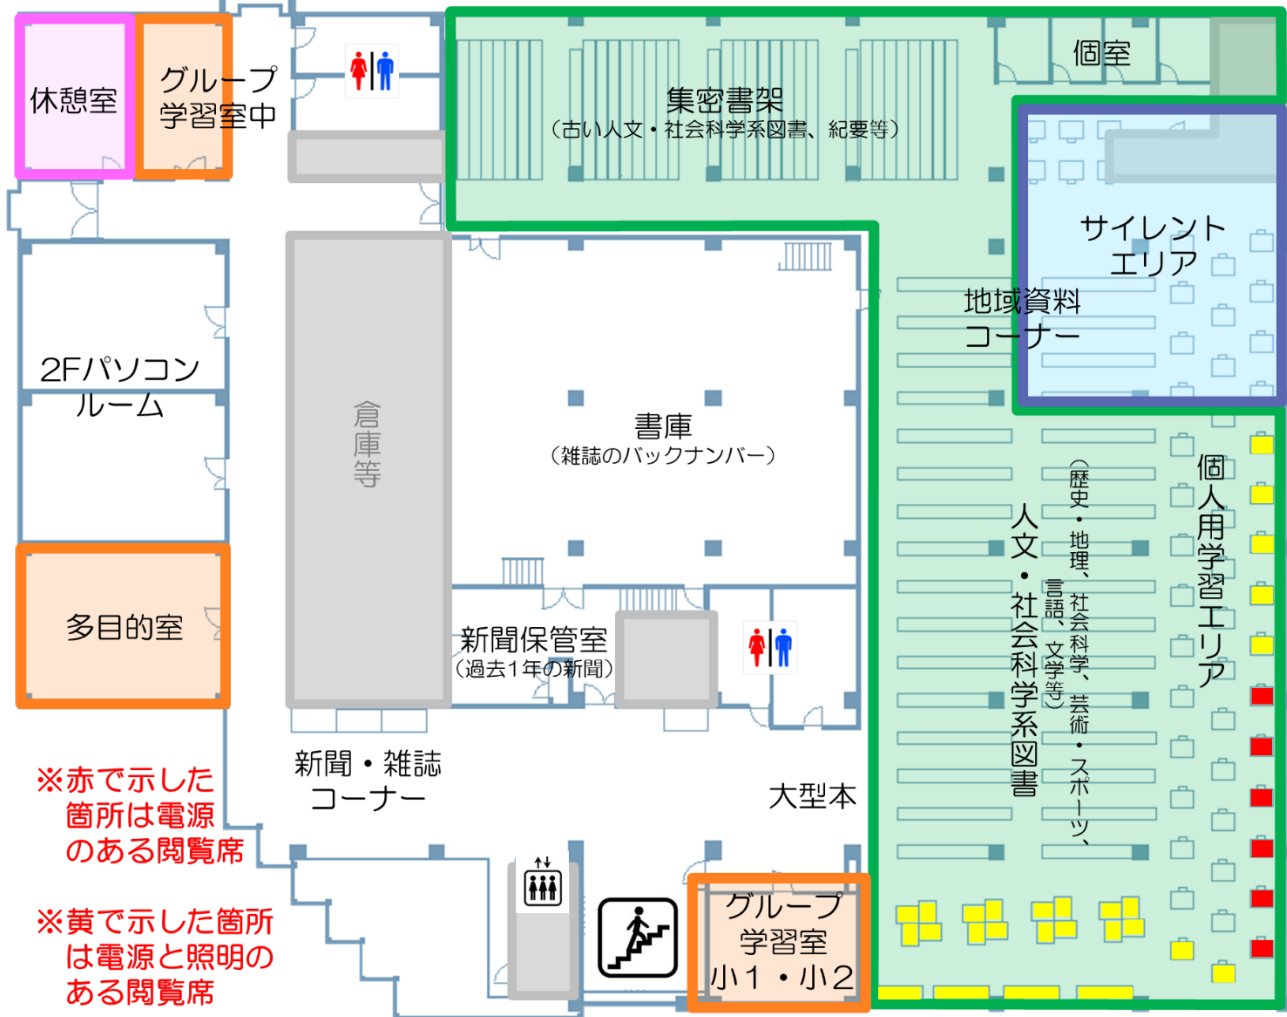 休憩室
グループ
学習室中
集密書架
（古い人文・社会科学系図書、紀要等）
個室
サイレント
エリア
地域資料
コーナー
2Fパソコン
ルーム
倉庫等
書庫
（雑誌のバックナンバー）
個人用学習エリア
人文・社会科学系図書
（歴史・地理、社会科学、芸術・スポーツ、
言語、文学等）
多目的室
新聞保管室
（過去1年の新聞）
新聞・雑誌
コーナー
大型本
※赤で示した
箇所は電源
のある閲覧席
※黄で示した箇所
は電源と照明の
ある閲覧席
グループ
学習室
小１・小２